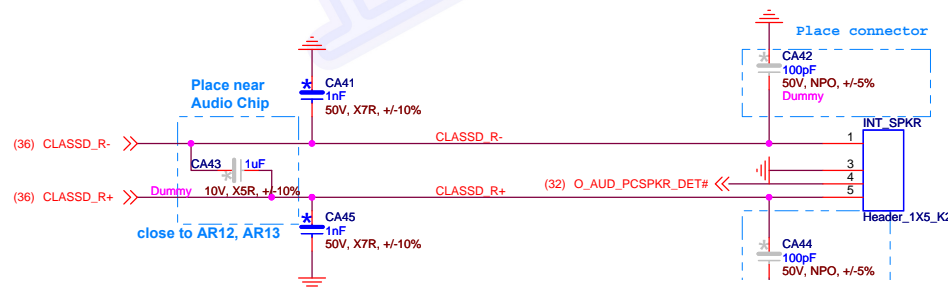 Place connector
CA42
100pF
50V, NPO, +/-5%
Dummy
Place near
Audio Chip
CA41
1nF
50V, X7R, +/-10%
INT_SPKR
(36) CLASSD_R-
CLASSD_R-
1
CA43
1uF
3
(32) O_AUD_PCSPKR_DET#
4
Dummy
10V, X5R, +/-10%
(36) CLASSD_R+
CLASSD_R+
5
CA45
1nF
50V, X7R, +/-10%
Header_1X5_K2
close to AR12, AR13
CA44
100pF
50V, NPO, +/-5%